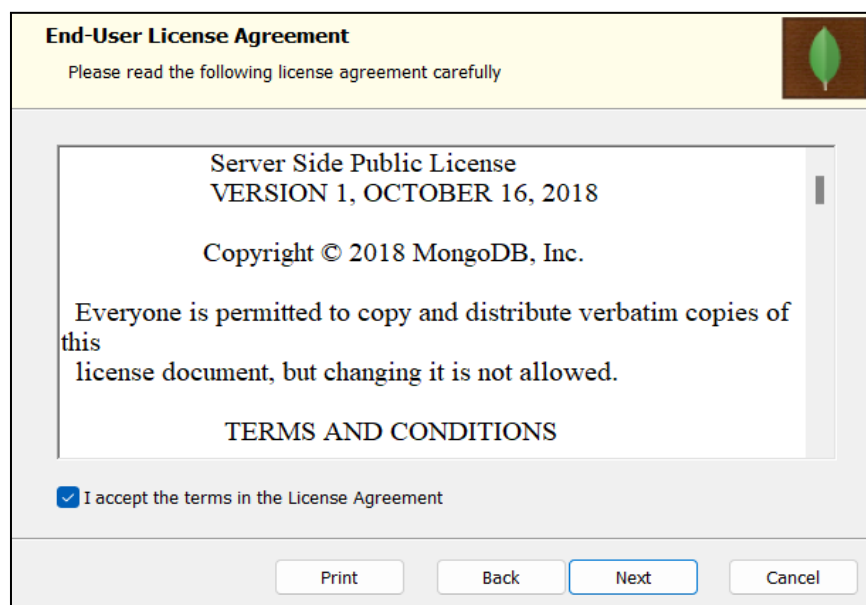 End-User License Agreement
Please read the following license agreement carefully
Server Side Public License
VERSION 1, OCTOBER 16, 2018
Copyright © 2018 MongoDB, Inc.
Everyone is permitted to copy and distribute verbatim copies of
this
license document, but changing it is not allowed.
TERMS AND CONDITIONS
I accept the terms in the License Agreement
Print Back Next Cancel